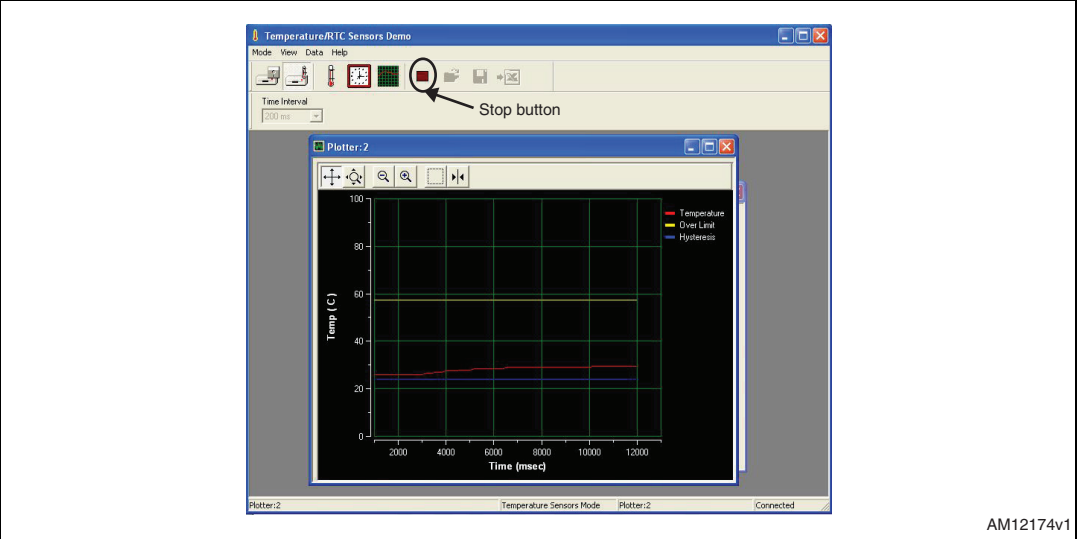 Temperature/RTC Sensors Demo
Mode View Data Help
Stop button
Time Interval
200 ms
Plotter:2
100
80
60
40
20
0
Temp ( C )
Temperature
Over Limit
Hysteresis
2000 4000 6000 8000 10000 12000
Time (msec)
Plotter:2 Temperature Sensors Mode Plotter:2 Connected
AM12174v1